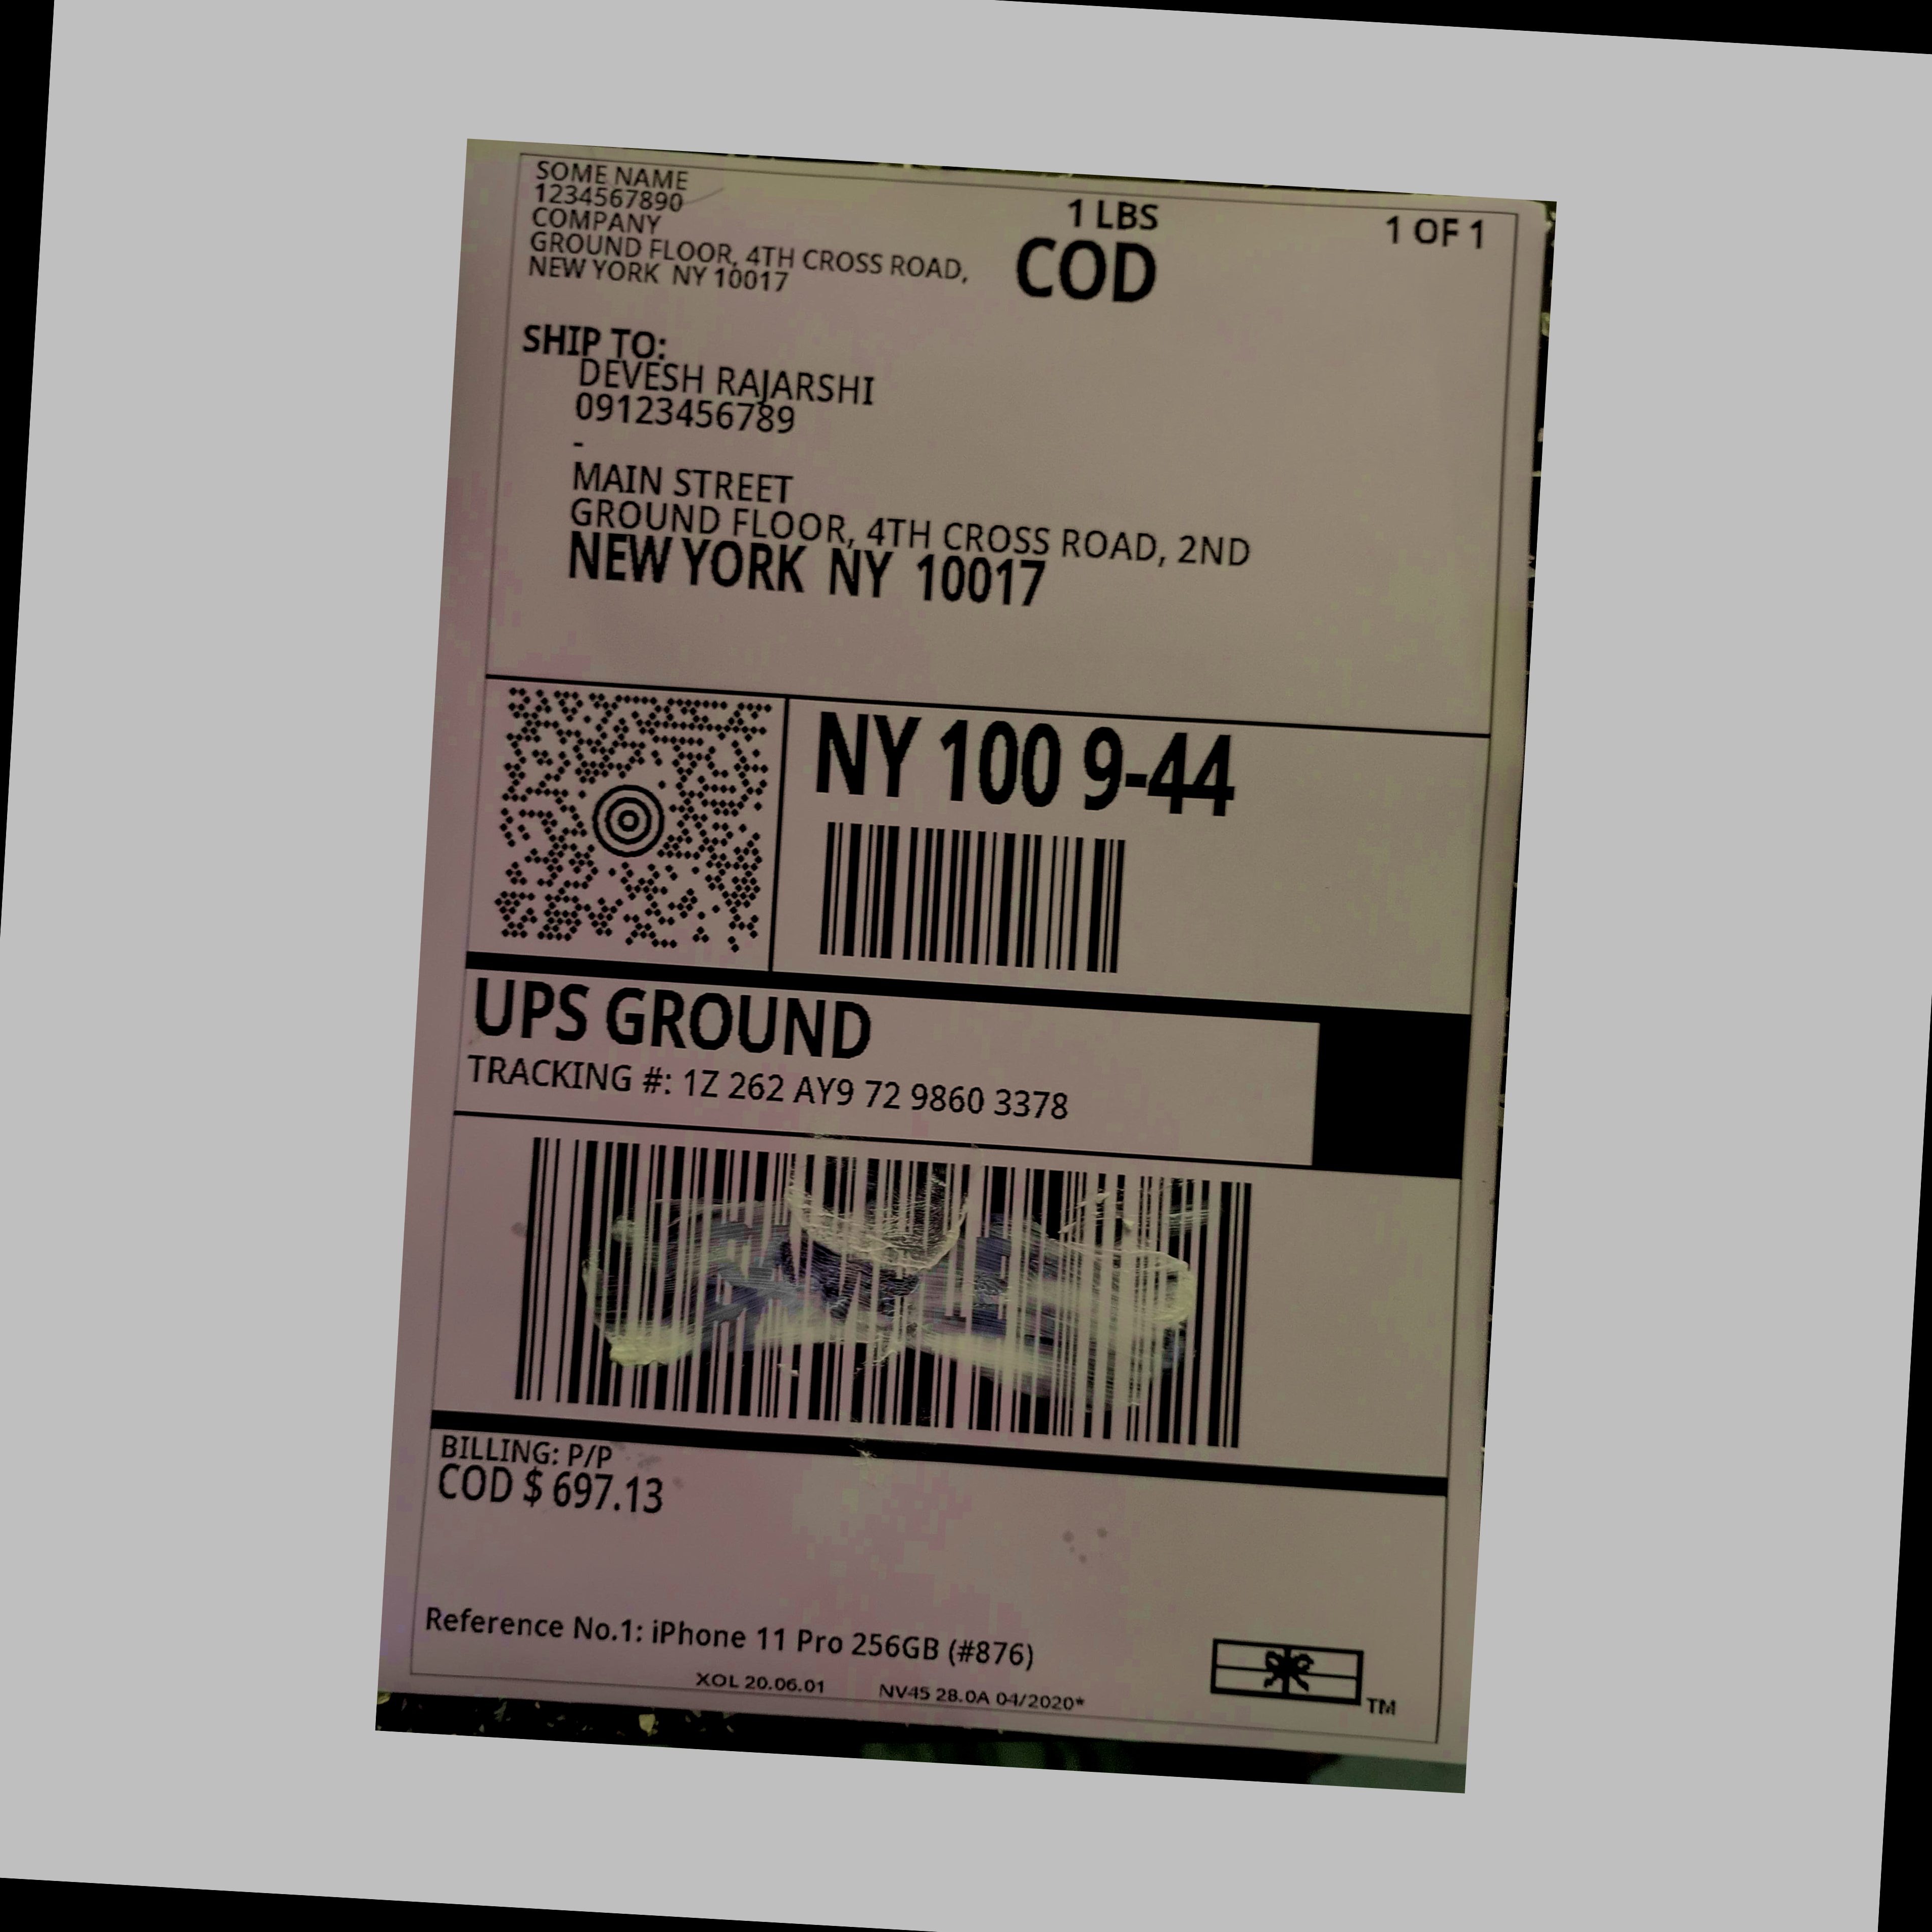 SOME NAME
1234567890
COMPANY
GROUND FLOOR, 4TH CROSS ROAD,
NEW YORK NY 10017
1 LBS
1 OF 1
COD
SHIP TO:
DEVESH RAJARSHI
09123456789
-
MAIN STREET
GROUND FLOOR, 4TH CROSS ROAD, 2ND
NEW YORK NY 10017
NY 100 9-44
UPS GROUND
TRACKING #: 1Z 262 AY9 72 9860 3378
BILLING: P/P
COD $ 697.13
Reference No.1: iPhone 11 Pro 256GB (#876)
XOL 20.06.01 NV45 28.0A 04/2020*
TM